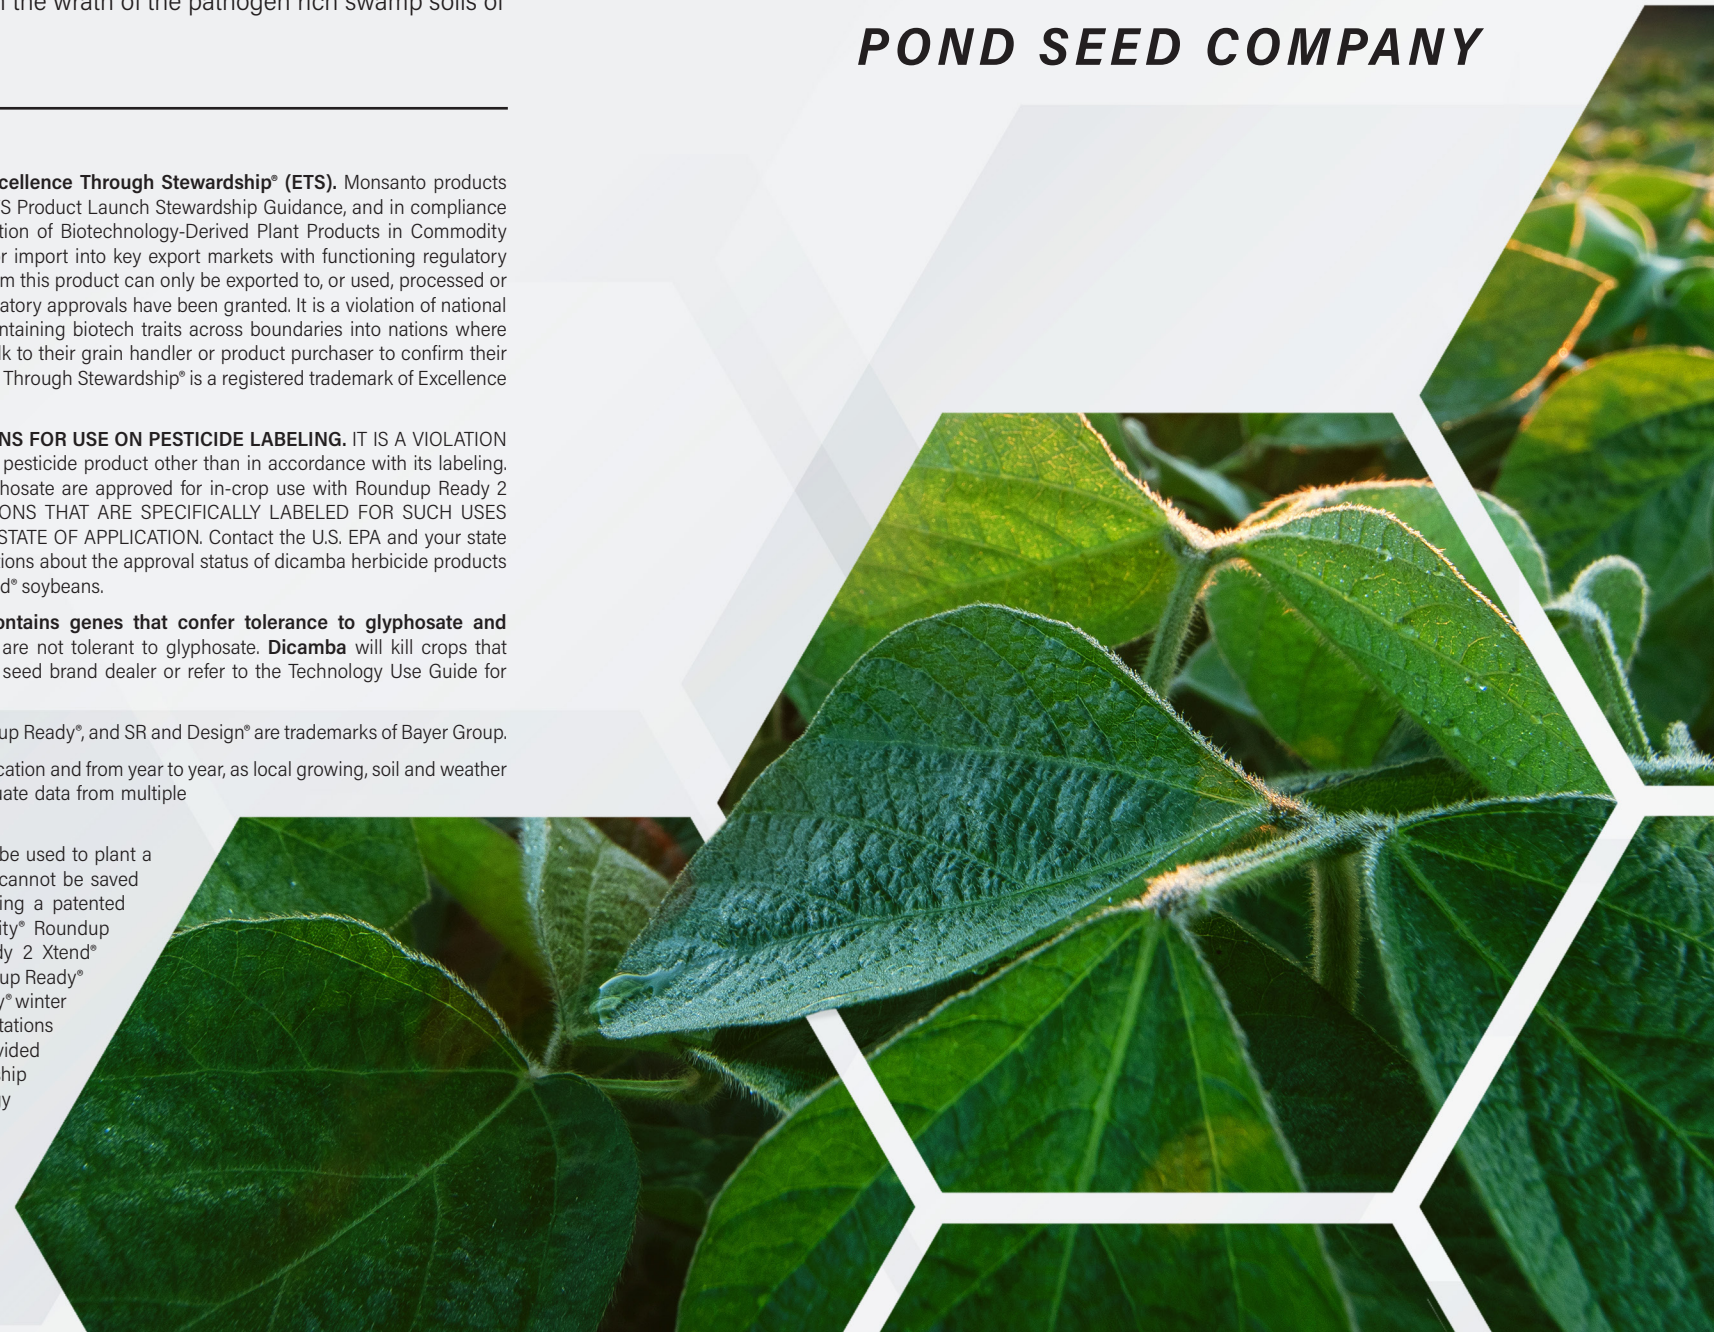 the wrath of the pathogen rich swamp soils of
POND SEED COMPANY
cellence Through Stewardship® (ETS). Monsanto products
S Product Launch Stewardship Guidance, and in compliance
tion of Biotechnology-Derived Plant Products in Commodity
r import into key export markets with functioning regulatory
m this product can only be exported to, or used, processed or
atory approvals have been granted. It is a violation of national
ntaining biotech traits across boundaries into nations where
lk to their grain handler or product purchaser to confirm their
Through Stewardship® is a registered trademark of Excellence
NS FOR USE ON PESTICIDE LABELING. IT IS A VIOLATION
pesticide product other than in accordance with its labeling.
hosate are approved for in-crop use with Roundup Ready 2
ONS THAT ARE SPECIFICALLY LABELED FOR SUCH USES
STATE OF APPLICATION. Contact the U.S. EPA and your state
tions about the approval status of dicamba herbicide products
d® soybeans.
ontains genes that confer tolerance to glyphosate and
are not tolerant to glyphosate. Dicamba will kill crops that
seed brand dealer or refer to the Technology Use Guide for
up Ready®, and SR and Design® are trademarks of Bayer Group.
cation and from year to year, as local growing, soil and weather
uate data from multiple
be used to plant a
cannot be saved
ing a patented
ity® Roundup
dy 2 Xtend®
up Ready®
y® winter
tations
vided
hip
gy